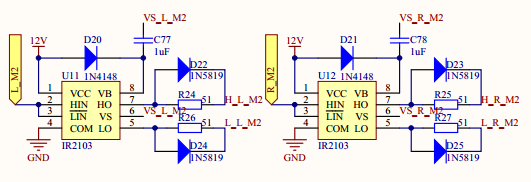 VS_L_M2
12V
D20
C77
1uF
L_M2
U11
1N4148
D22
1N5819
1
2
3
4
VCC
HIN
LIN
COM
VB
HO
VS
LO
8
7
6
5
R24
51
H_L_M2
VS_L_M2
R26
51
L_L_M2
IR2103
GND
D24
1N5819
VS_R_M2
12V
D21
C78
1uF
R_M2
U12
1N4148
D23
1N5819
1
2
3
4
VCC
HIN
LIN
COM
VB
HO
VS
LO
8
7
6
5
R25
51
H_R_M2
VS_R_M2
R27
51
L_R_M2
IR2103
GND
D25
1N5819